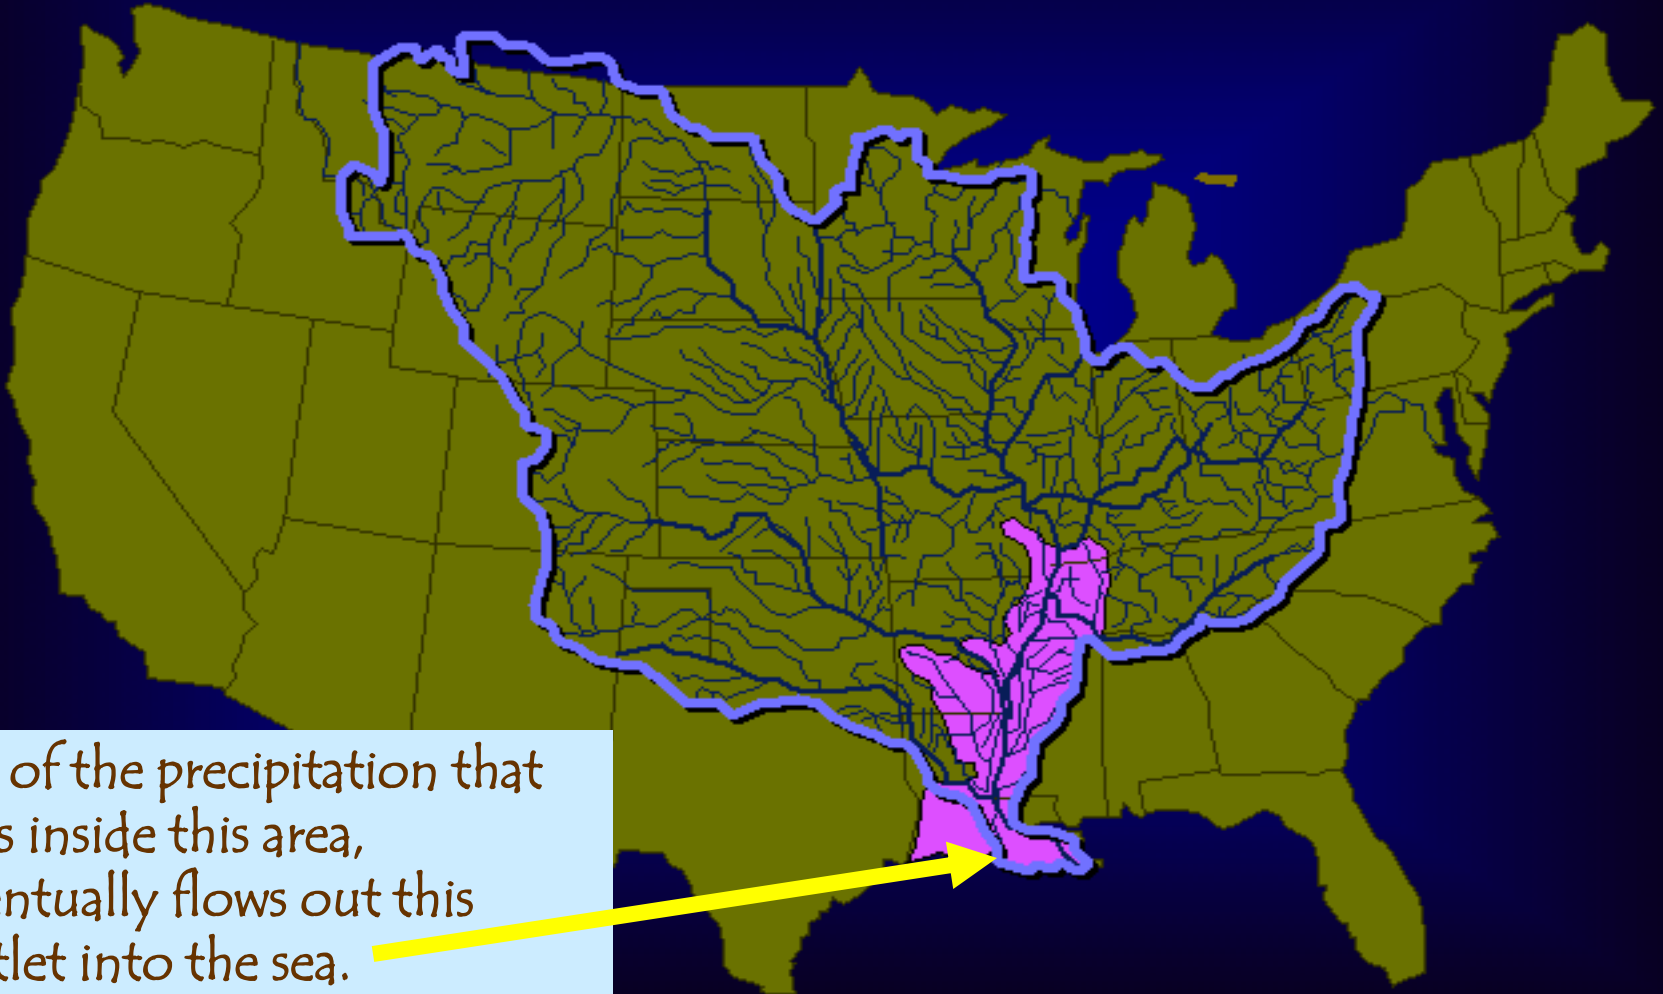 of the precipitation that
s inside this area,
ntually flows out this
tlet into the sea.